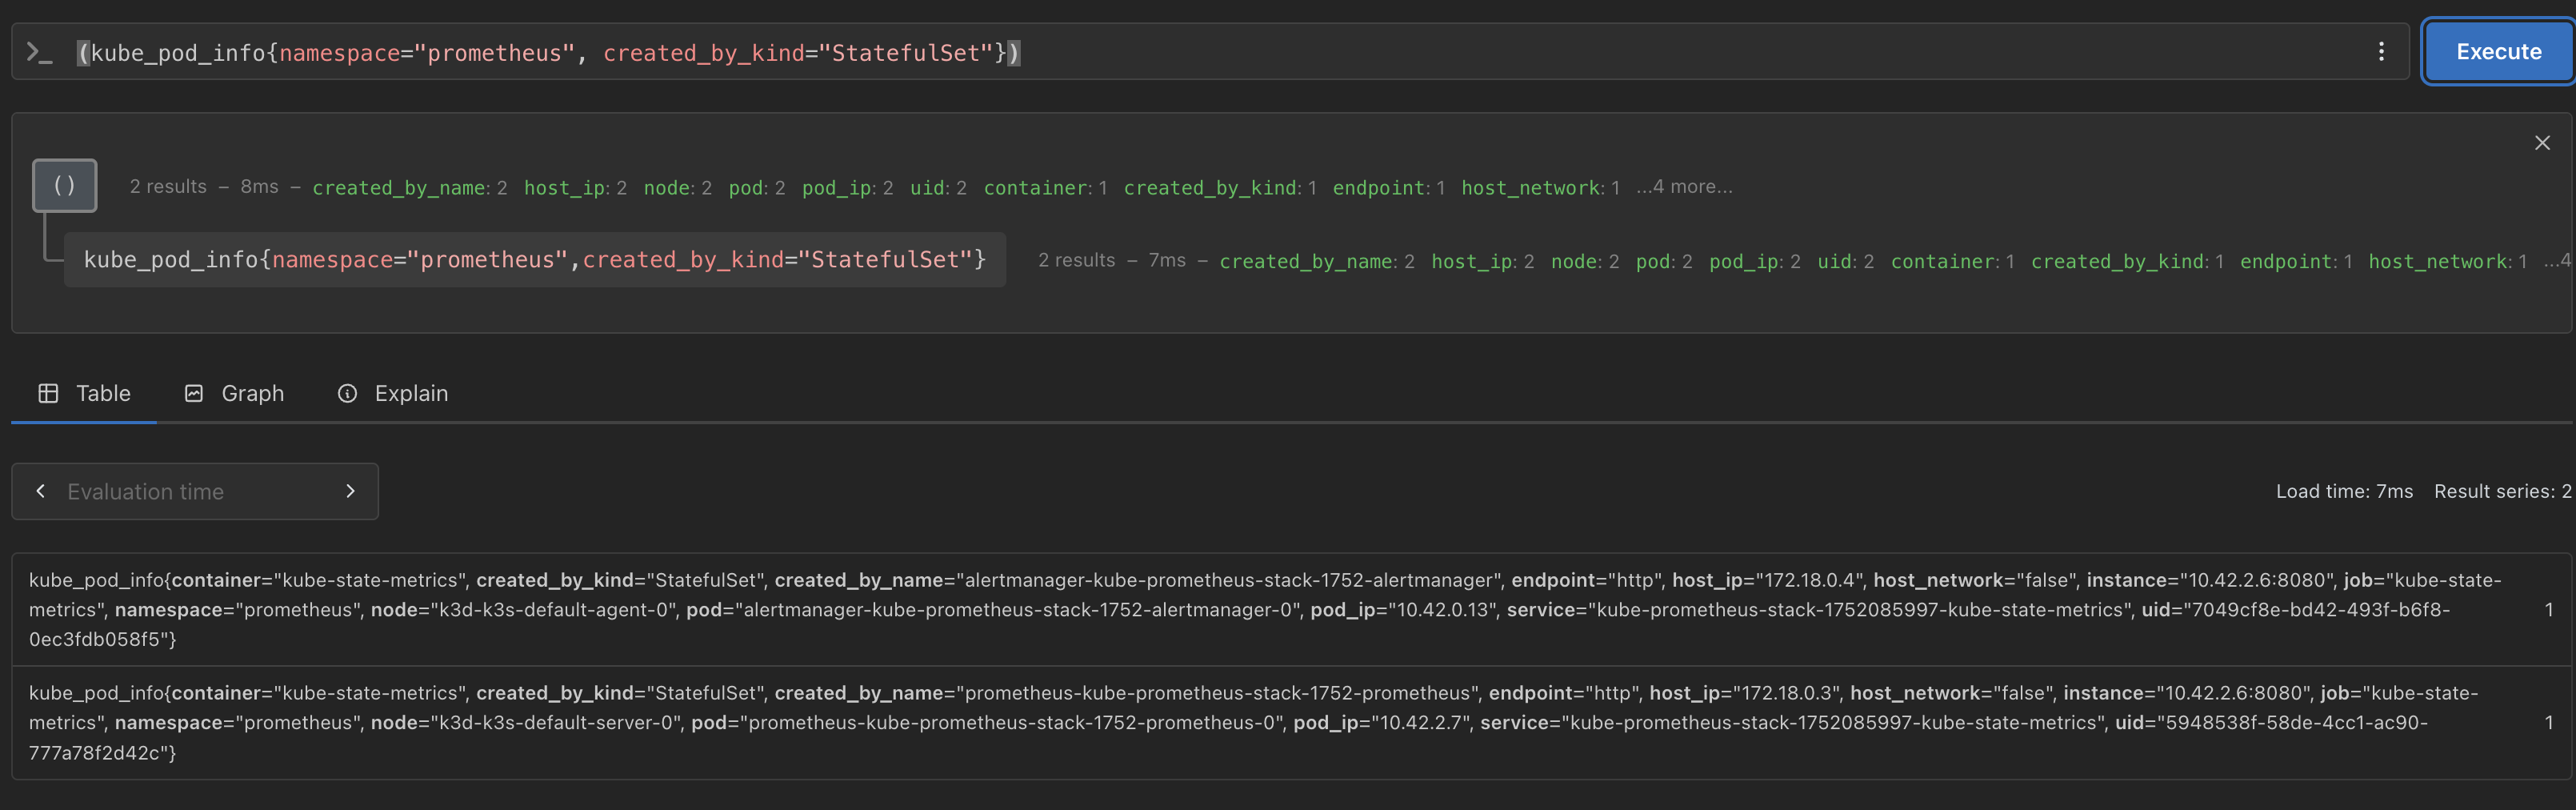 (kube_pod_info{namespace="prometheus", created_by_kind="StatefulSet"})
Execute
() 2 results – 8ms – created_by_name: 2 host_ip: 2 node: 2 pod: 2 pod_ip: 2 uid: 2 container: 1 created_by_kind: 1 endpoint: 1 host_network: 1 ...4 more...
kube_pod_info{namespace="prometheus",created_by_kind="StatefulSet"} 2 results – 7ms – created_by_name: 2 host_ip: 2 node: 2 pod: 2 pod_ip: 2 uid: 2 container: 1 created_by_kind: 1 endpoint: 1 host_network: 1 ...4
Table Graph Explain
Evaluation time
Load time: 7ms Result series: 2
kube_pod_info{container="kube-state-metrics", created_by_kind="StatefulSet", created_by_name="alertmanager-kube-prometheus-stack-1752-alertmanager", endpoint="http", host_ip="172.18.0.4", host_network="false", instance="10.42.2.6:8080", job="kube-state-
metrics", namespace="prometheus", node="k3d-k3s-default-agent-0", pod="alertmanager-kube-prometheus-stack-1752-alertmanager-0", pod_ip="10.42.0.13", service="kube-prometheus-stack-1752085997-kube-state-metrics", uid="7049cf8e-bd42-493f-b6f8- 1
0ec3fdb058f5"}
kube_pod_info{container="kube-state-metrics", created_by_kind="StatefulSet", created_by_name="prometheus-kube-prometheus-stack-1752-prometheus", endpoint="http", host_ip="172.18.0.3", host_network="false", instance="10.42.2.6:8080", job="kube-state-
metrics", namespace="prometheus", node="k3d-k3s-default-server-0", pod="prometheus-kube-prometheus-stack-1752-prometheus-0", pod_ip="10.42.2.7", service="kube-prometheus-stack-1752085997-kube-state-metrics", uid="5948538f-58de-4cc1-ac90- 1
777a78f2d42c"}